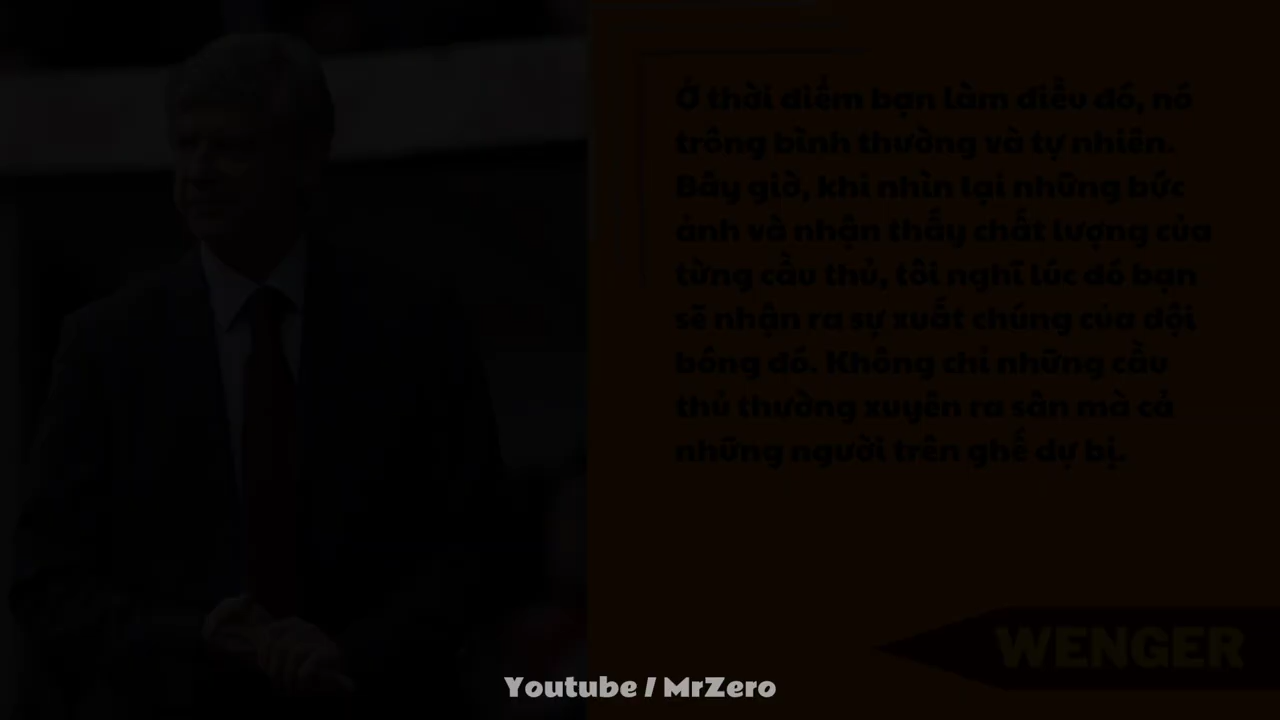 Ở thời điểm bạn làm điều đó, nó
trông bình thường và tự nhiên.
Bây giờ, khi nhìn lại những bức
ảnh và nhận thấy chất lượng của
từng cầu thủ, tôi nghĩ lúc đó bạn
sẽ nhận ra sự xuất chúng của đội
bóng đó. Không chỉ những cầu
thủ thường xuyên ra sân mà cả
những người trên ghế dự bị.
WENGER
Youtube / MrZero